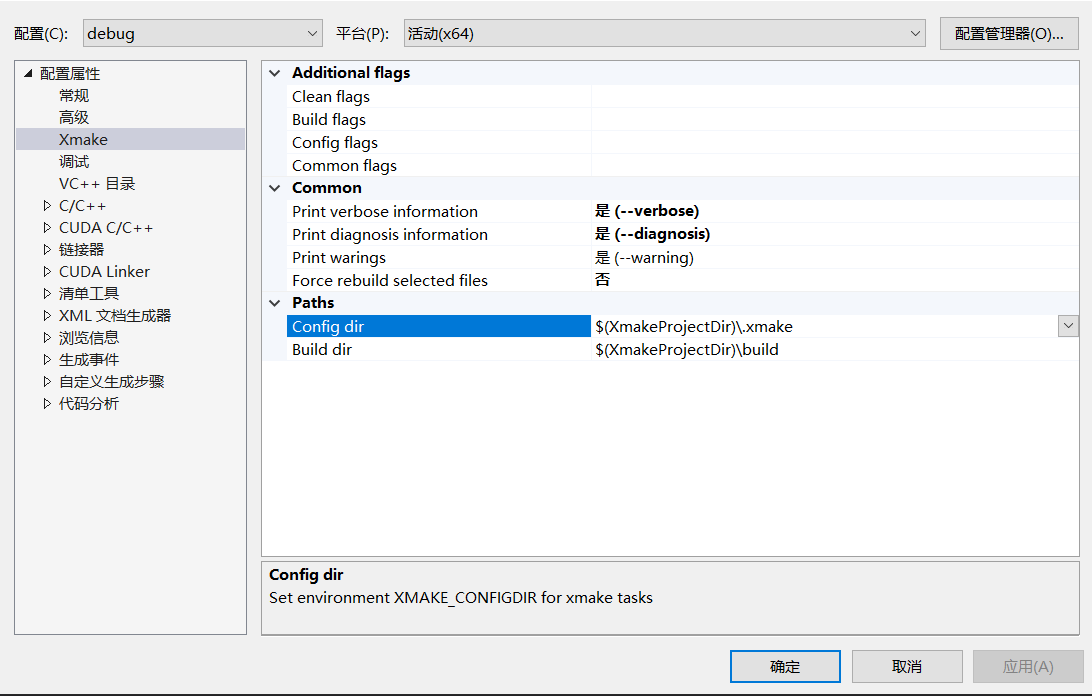 配置(C): debug 平台(P): 活动(x64) 配置管理器(O)...
配置属性
常规
高级
Xmake
调试
VC++ 目录
C/C++
CUDA C/C++
链接器
CUDA Linker
清单工具
XML 文档生成器
浏览信息
生成事件
自定义生成步骤
代码分析
Additional flags
Clean flags
Build flags
Config flags
Common flags
Common
Print verbose information 是 (--verbose)
Print diagnosis information 是 (--diagnosis)
Print warings 是 (--warning)
Force rebuild selected files 否
Paths
Config dir $(XmakeProjectDir)\.xmake
Build dir $(XmakeProjectDir)\build
Config dir
Set environment XMAKE_CONFIGDIR for xmake tasks
确定 取消 应用(A)